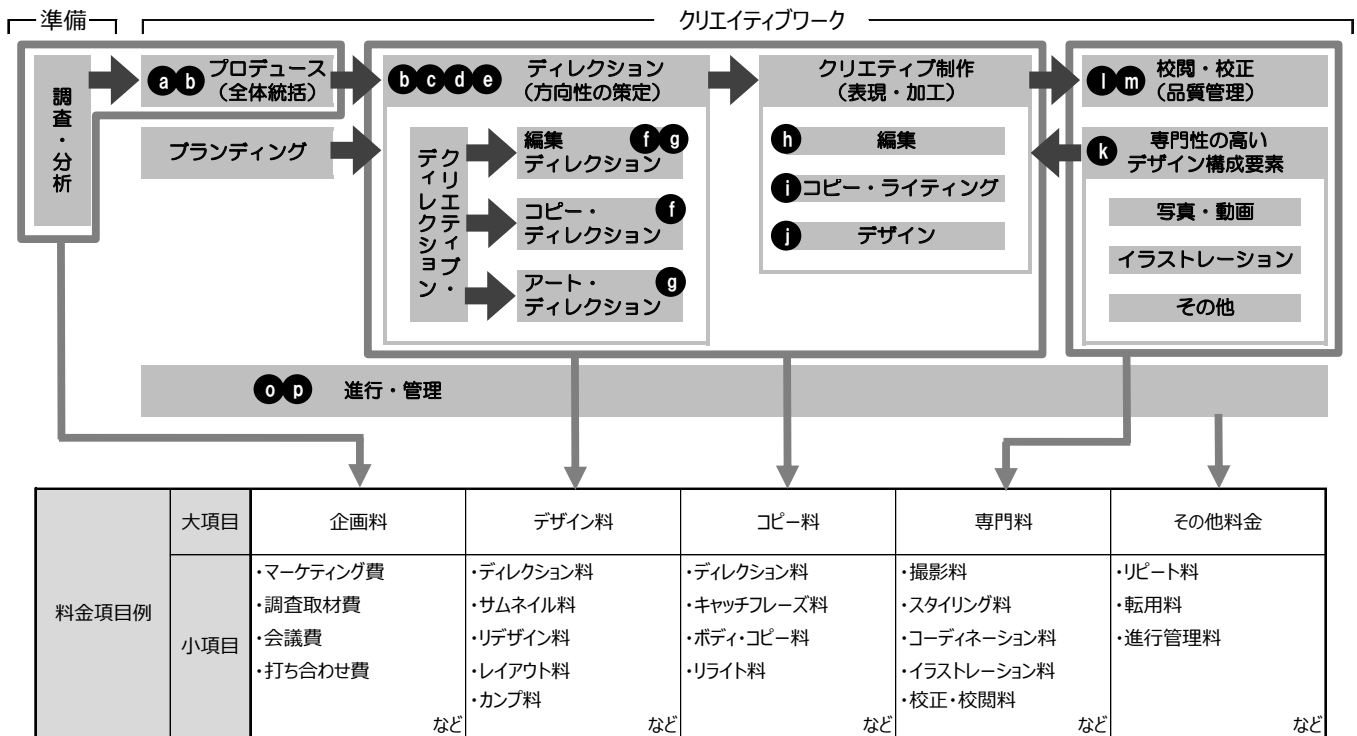 準備
クリエイティブワーク
調査・分析
a b プロデュース
(全体統括)
ブランディング
b c d e ディレクション
(方向性の策定)
クリエティブ・
ディレクション
編集 f g
ディレクション
コピー・ f
ディレクション
アート・ g
ディレクション
クリエティブ制作
(表現・加工)
h 編集
i コピー・ライティング
j デザイン
l m 校閲・校正
(品質管理)
k 専門性の高い
デザイン構成要素
写真・動画
イラストレーション
その他
o p 進行・管理
料金項目例
大項目
企画料
デザイン料
コピー料
専門料
その他料金
小項目
・マーケティング費
・調査取材費
・会議費
・打ち合わせ費
など
・ディレクション料
・サムネイル料
・リデザイン料
・レイアウト料
・カンプ料
など
・ディレクション料
・キャッチフレーズ料
・ボディ・コピー料
・リライト料
など
・撮影料
・スタイリング料
・コーディネーション料
・イラストレーション料
・校正・校閲料
など
・リピート料
・転用料
・進行管理料
など